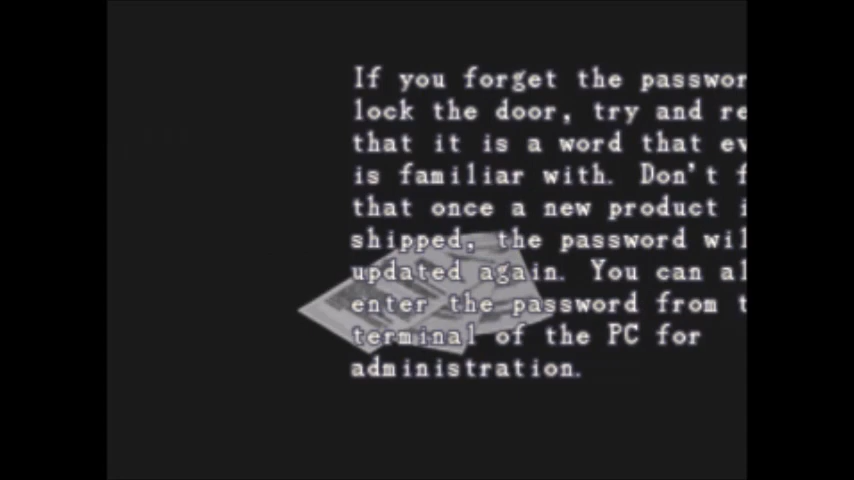 If you forget the passwor
lock the door, try and re
that it is a word that ev
is familiar with. Don't f
that once a new product i
shipped, the password wil
updated again. You can al
enter the password from t
terminal of the PC for
administration.